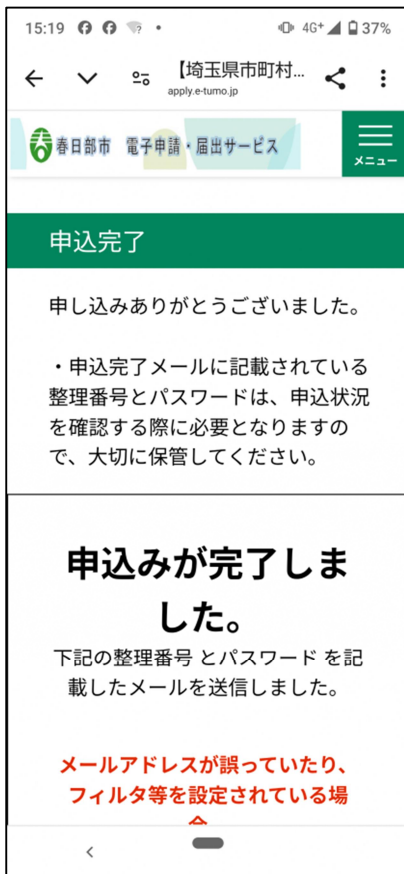 15:19
4G+ 37%
【埼玉県市町村...
apply.e-tumo.jp
春日部市 電子申請・届出サービス
メニュー
申込完了
申し込みありがとうございました。
・申込完了メールに記載されている
整理番号とパスワードは、申込状況
を確認する際に必要となりますの
で、大切に保管してください。
申込みが完了しま
した。
下記の整理番号 とパスワード を記
載したメールを送信しました。
メールアドレスが誤っていたり、
フィルタ等を設定されている場